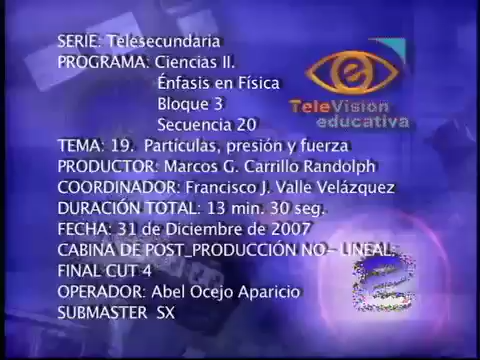 SERIE: Telesecundaria
PROGRAMA: Ciencias II.
Énfasis en Física
Bloque 3
Secuencia 20
TeleVisión
educativa
TEMA: 19. Partículas, presión y fuerza
PRODUCTOR: Marcos G. Carrillo Randolph
COORDINADOR: Francisco J. Valle Velázquez
DURACIÓN TOTAL: 13 min. 30 seg.
FECHA: 31 de Diciembre de 2007
CABINA DE POST_PRODUCCIÓN NO- LINEAL:
FINAL CUT 4
OPERADOR: Abel Ocejo Aparicio
SUBMASTER SX